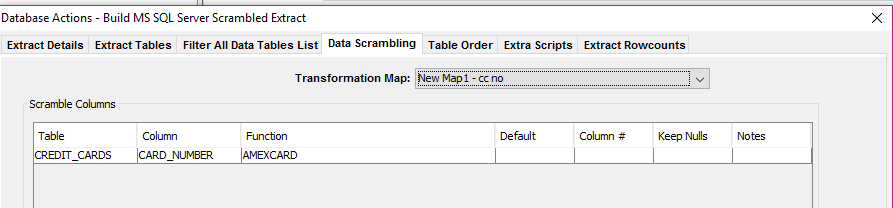 Database Actions - Build MS SQL Server Scrambled Extract
Extract Details Extract Tables Filter All Data Tables List Data Scrambling Table Order Extra Scripts Extract Rowcounts
Transformation Map: New Map1 - cc no
Scramble Columns
Table Column Function Default Column # Keep Nulls Notes
CREDIT_CARDS CARD_NUMBER AMEXCARD